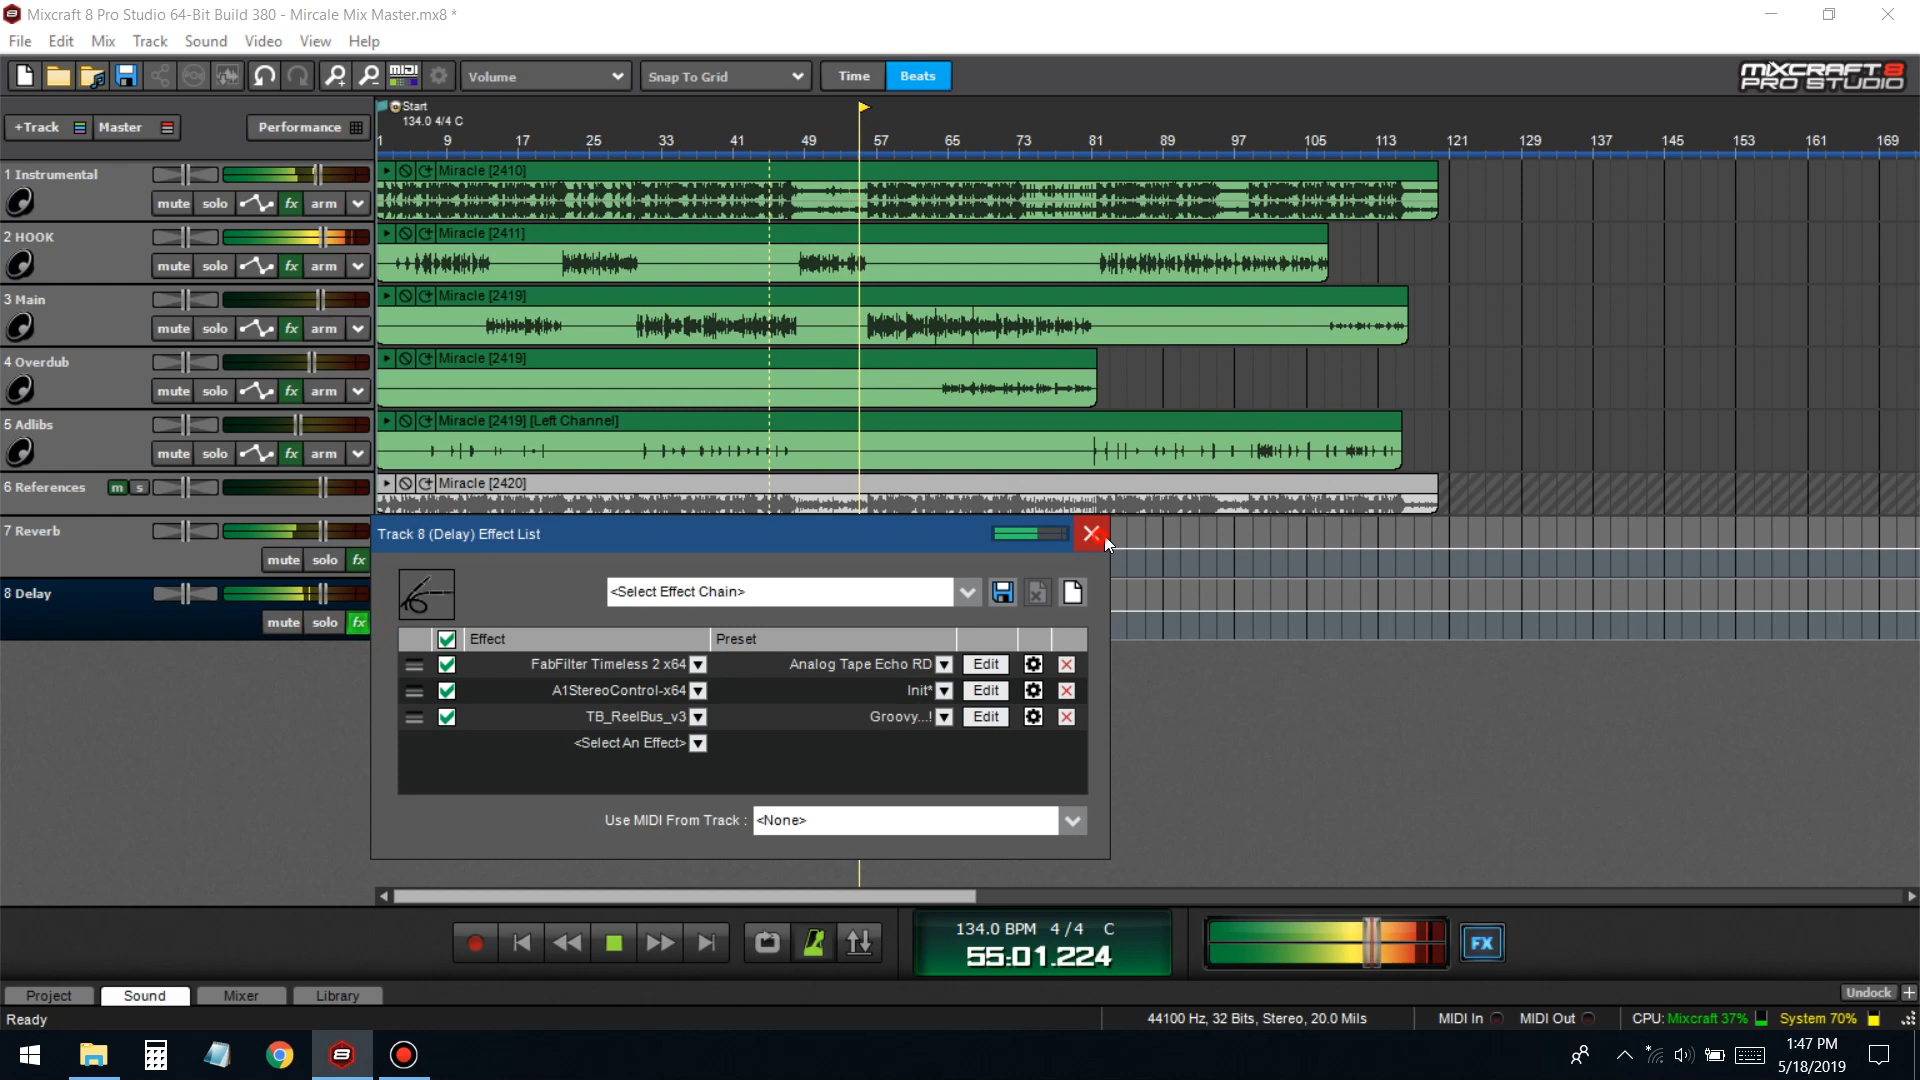 Mixcraft 8 Pro Studio 64-Bit Build 380 - Mircale Mix Master.mx8 *
File Edit Mix Track Sound Video View Help
MIDI Volume Snap To Grid Time Beats MIXCRAFT 8 PRO STUDIO
Start
134.0 4/4 C
+Track Master Performance
1 9 17 25 33 41 49 57 65 73 81 89 97 105 113 121 129 137 145 153 161 169
1 Instrumental Miracle [2410]
mute solo fx arm
2 HOOK Miracle [2411]
mute solo fx arm
3 Main Miracle [2419]
mute solo fx arm
4 Overdub Miracle [2419]
mute solo fx arm
5 Adlibs Miracle [2419] [Left Channel]
mute solo fx arm
6 References m s Miracle [2420]
7 Reverb
mute solo fx
8 Delay
mute solo fx
Track 8 (Delay) Effect List
<Select Effect Chain>
Effect Preset
FabFilter Timeless 2 x64 Analog Tape Echo RD Edit
A1StereoControl-x64 Init* Edit
TB_ReelBus_v3 Groovy...! Edit
<Select An Effect>
Use MIDI From Track : <None>
134.0 BPM 4/4 C
55:01.224
FX
Project Sound Mixer Library Undock +
Ready 44100 Hz, 32 Bits, Stereo, 20.0 Mils MIDI In MIDI Out CPU: Mixcraft 37% System 70%
8
1:47 PM
5/18/2019